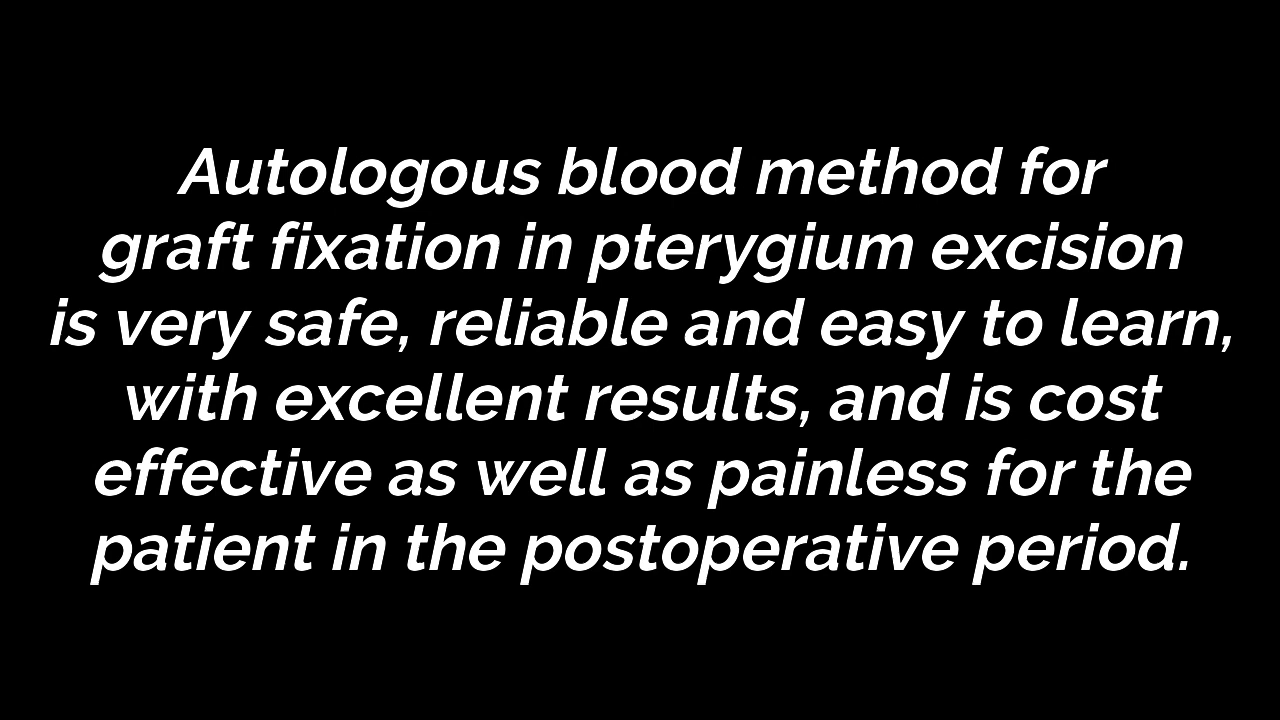 Autologous blood method for
graft fixation in pterygium excision
is very safe, reliable and easy to learn,
with excellent results, and is cost
effective as well as painless for the
patient in the postoperative period.